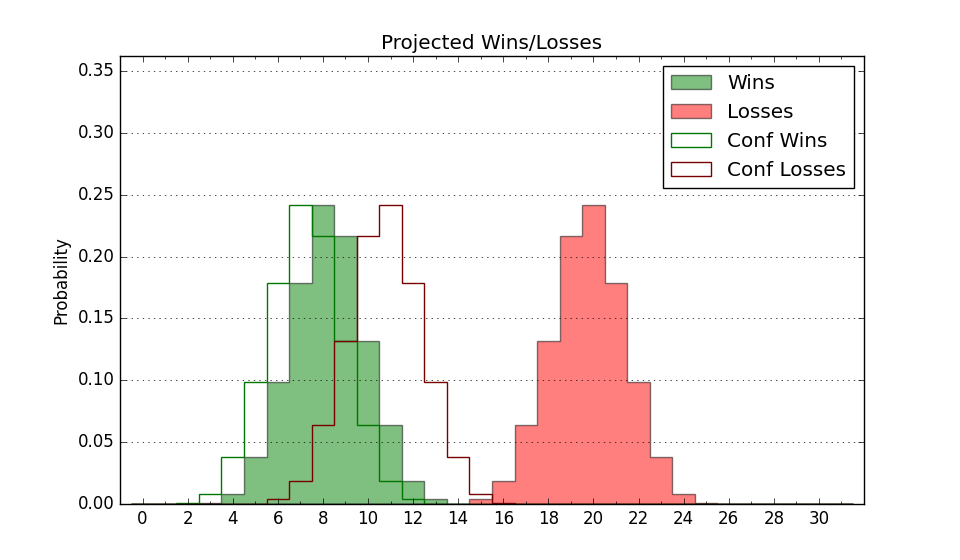 Projected Wins/Losses
Probability
0.35
0.30
0.25
0.20
0.15
0.10
0.05
0.00
Wins
Losses
Conf Wins
Conf Losses
0 2 4 6 8 10 12 14 16 18 20 22 24 26 28 30